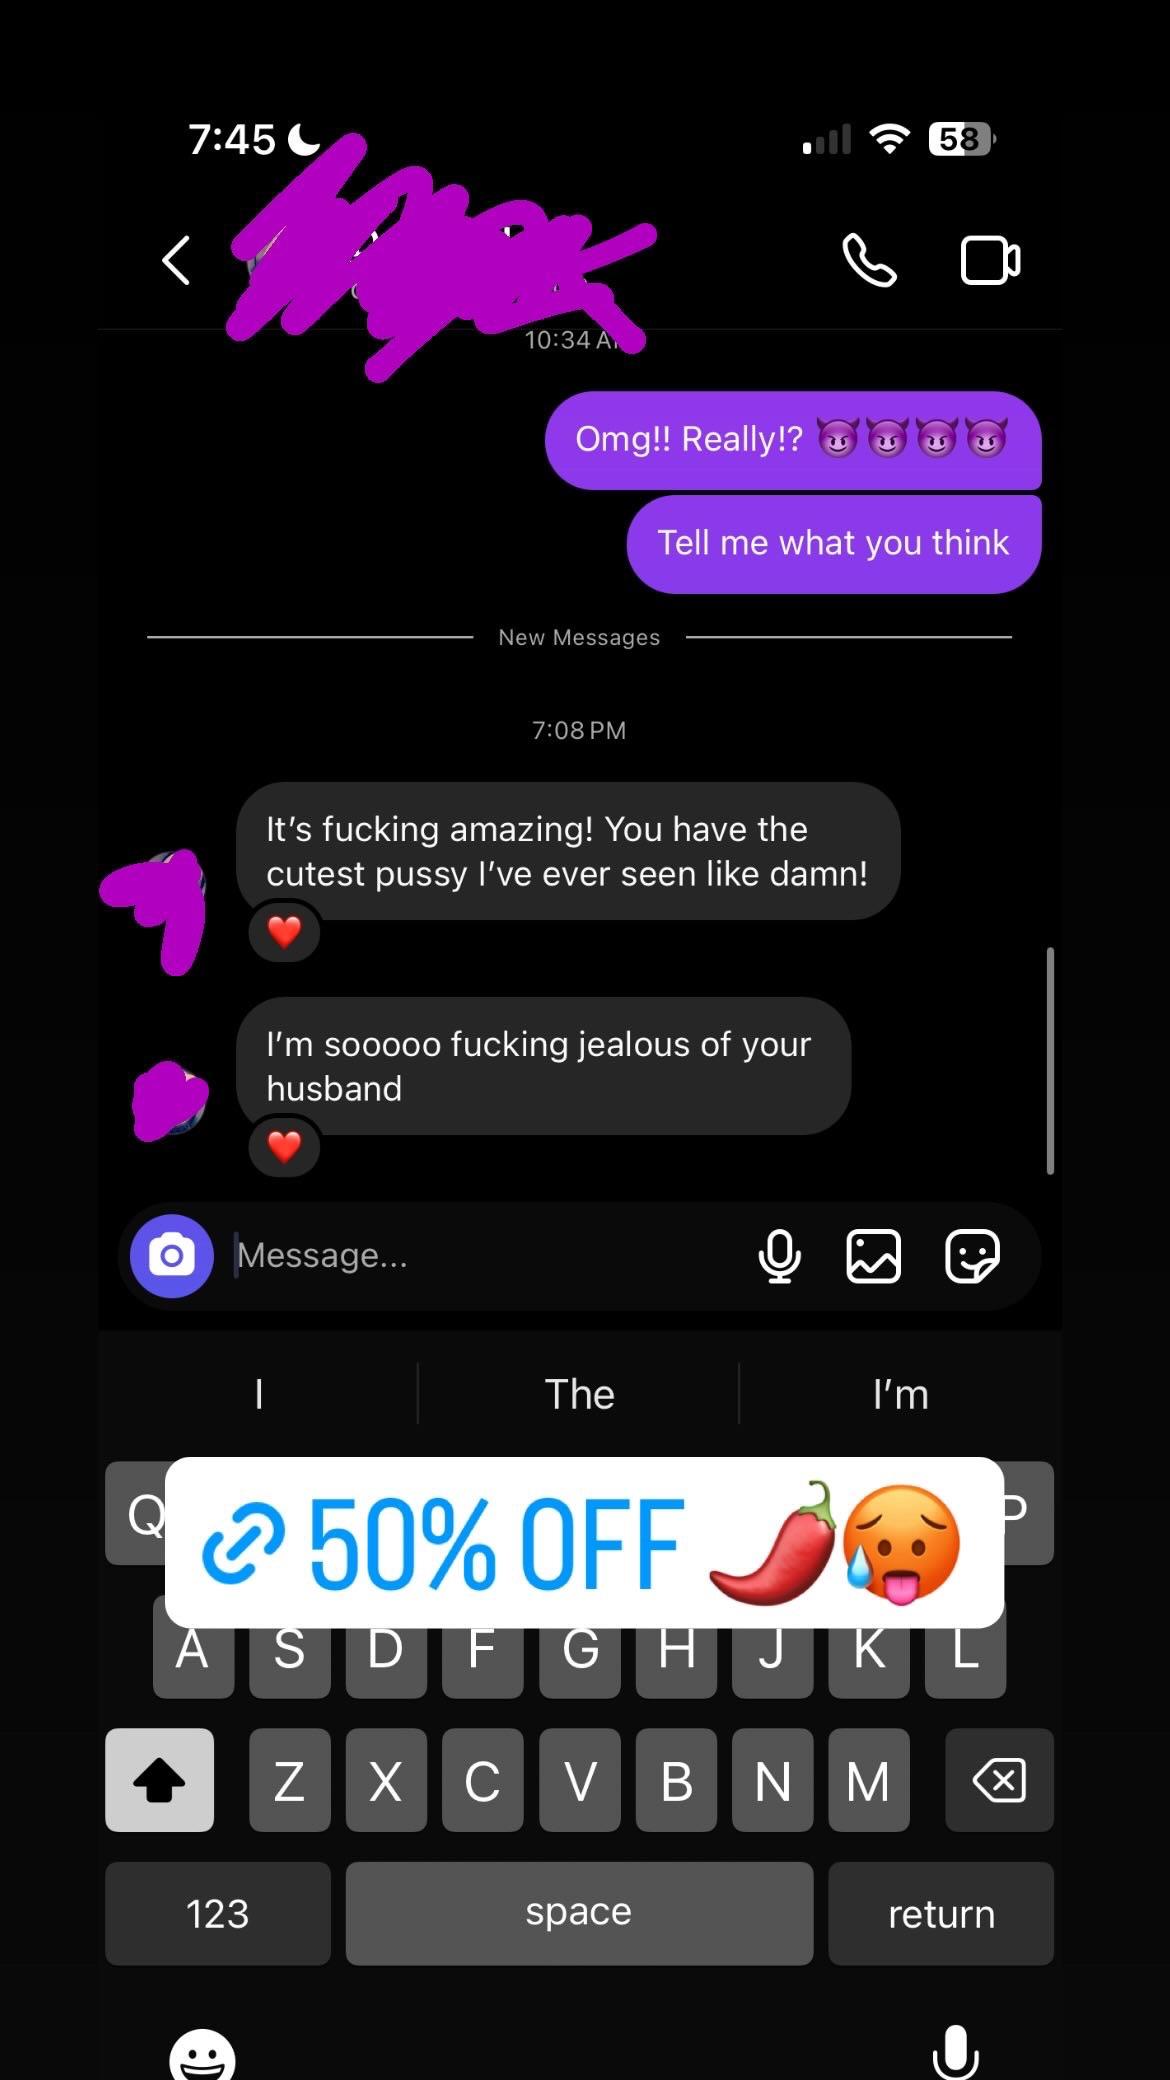 7:45
58
10:34 A
Omg!! Really!? 😈😈😈😈
Tell me what you think
New Messages
7:08 PM
It's fucking amazing! You have the
cutest pussy I've ever seen like damn!
❤️
I'm sooooo fucking jealous of your
husband
❤️
Message...
I The I'm
Q P
50% OFF 🌶️🥵
A S D F G H J K L
Z X C V B N M
123 space return